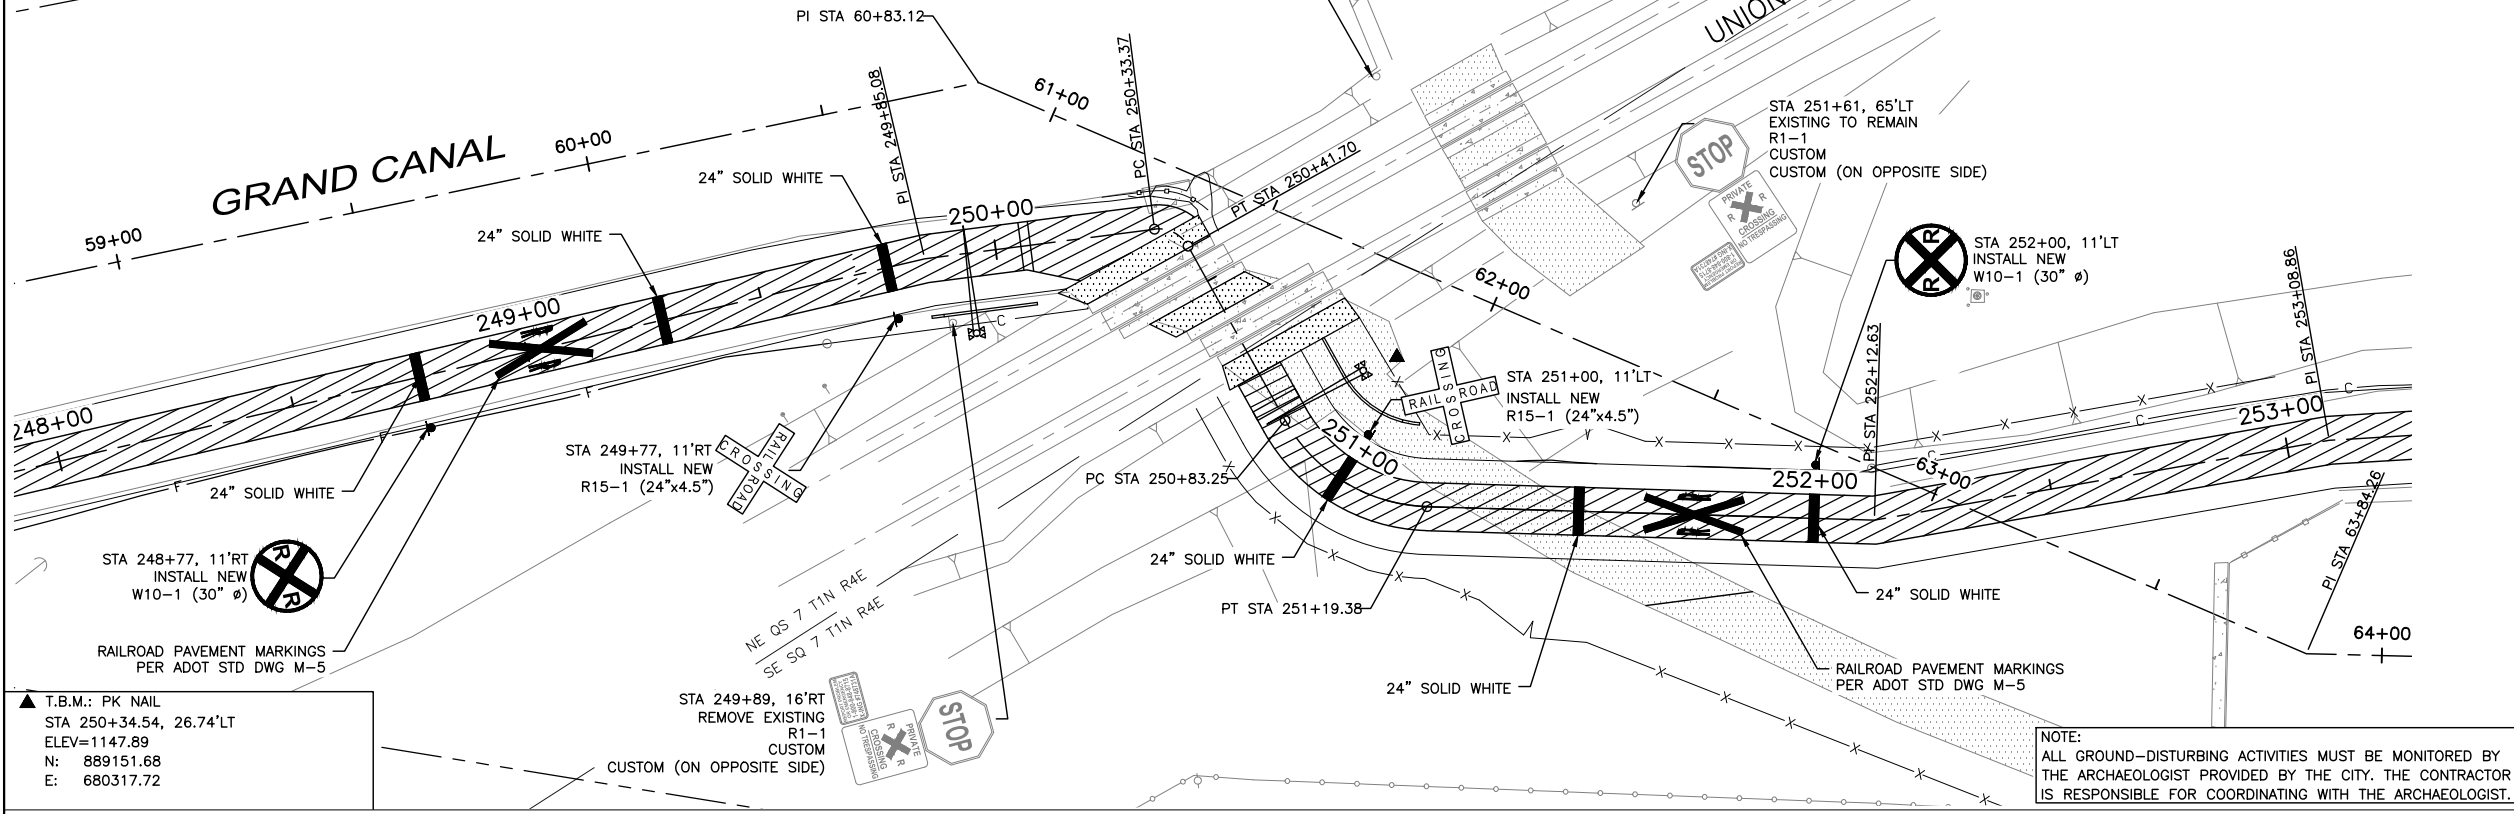 PI STA 60+83.12
UNION
61+00
PC STA 250+33.37
PI STA 249+85.08
GRAND CANAL
60+00
59+00
24" SOLID WHITE
24" SOLID WHITE
250+00
PT STA 250+41.70
STA 251+61, 65'LT
EXISTING TO REMAIN
R1-1
CUSTOM
CUSTOM (ON OPPOSITE SIDE)
STOP
PRIVATE
R R
CROSSING
NO TRESPASSING
R
R
STA 252+00, 11'LT
INSTALL NEW
W10-1 (30" ø)
62+00
249+00
248+00
C
F
F
F
STA 249+77, 11'RT
INSTALL NEW
R15-1 (24"x4.5")
RAILROAD
CROSSING
24" SOLID WHITE
STA 251+00, 11'LT
INSTALL NEW
R15-1 (24"x4.5")
RAILROAD
CROSSING
251+00
PC STA 250+83.25
PK STA 252+12.63
PI STA 253+08.86
C
C
C
253+00
252+00
63+00
PI STA 63+84.26
64+00
STA 248+77, 11'RT
INSTALL NEW
W10-1 (30" ø)
R
R
RAILROAD PAVEMENT MARKINGS
PER ADOT STD DWG M-5
24" SOLID WHITE
PT STA 251+19.38
24" SOLID WHITE
24" SOLID WHITE
RAILROAD PAVEMENT MARKINGS
PER ADOT STD DWG M-5
NE QS 7 T1N R4E
SE SQ 7 T1N R4E
STA 249+89, 16'RT
REMOVE EXISTING
R1-1
CUSTOM
CUSTOM (ON OPPOSITE SIDE)
STOP
PRIVATE
R R
CROSSING
NO TRESPASSING
T.B.M.: PK NAIL
STA 250+34.54, 26.74'LT
ELEV=1147.89
N: 889151.68
E: 680317.72
NOTE:
ALL GROUND-DISTURBING ACTIVITIES MUST BE MONITORED BY
THE ARCHAEOLOGIST PROVIDED BY THE CITY. THE CONTRACTOR
IS RESPONSIBLE FOR COORDINATING WITH THE ARCHAEOLOGIST.